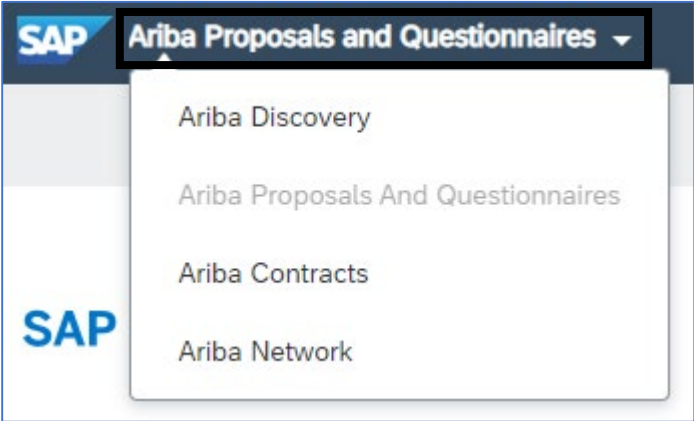 SAP Ariba Proposals and Questionnaires
Ariba Discovery
Ariba Proposals And Questionnaires
Ariba Contracts
SAP
Ariba Network